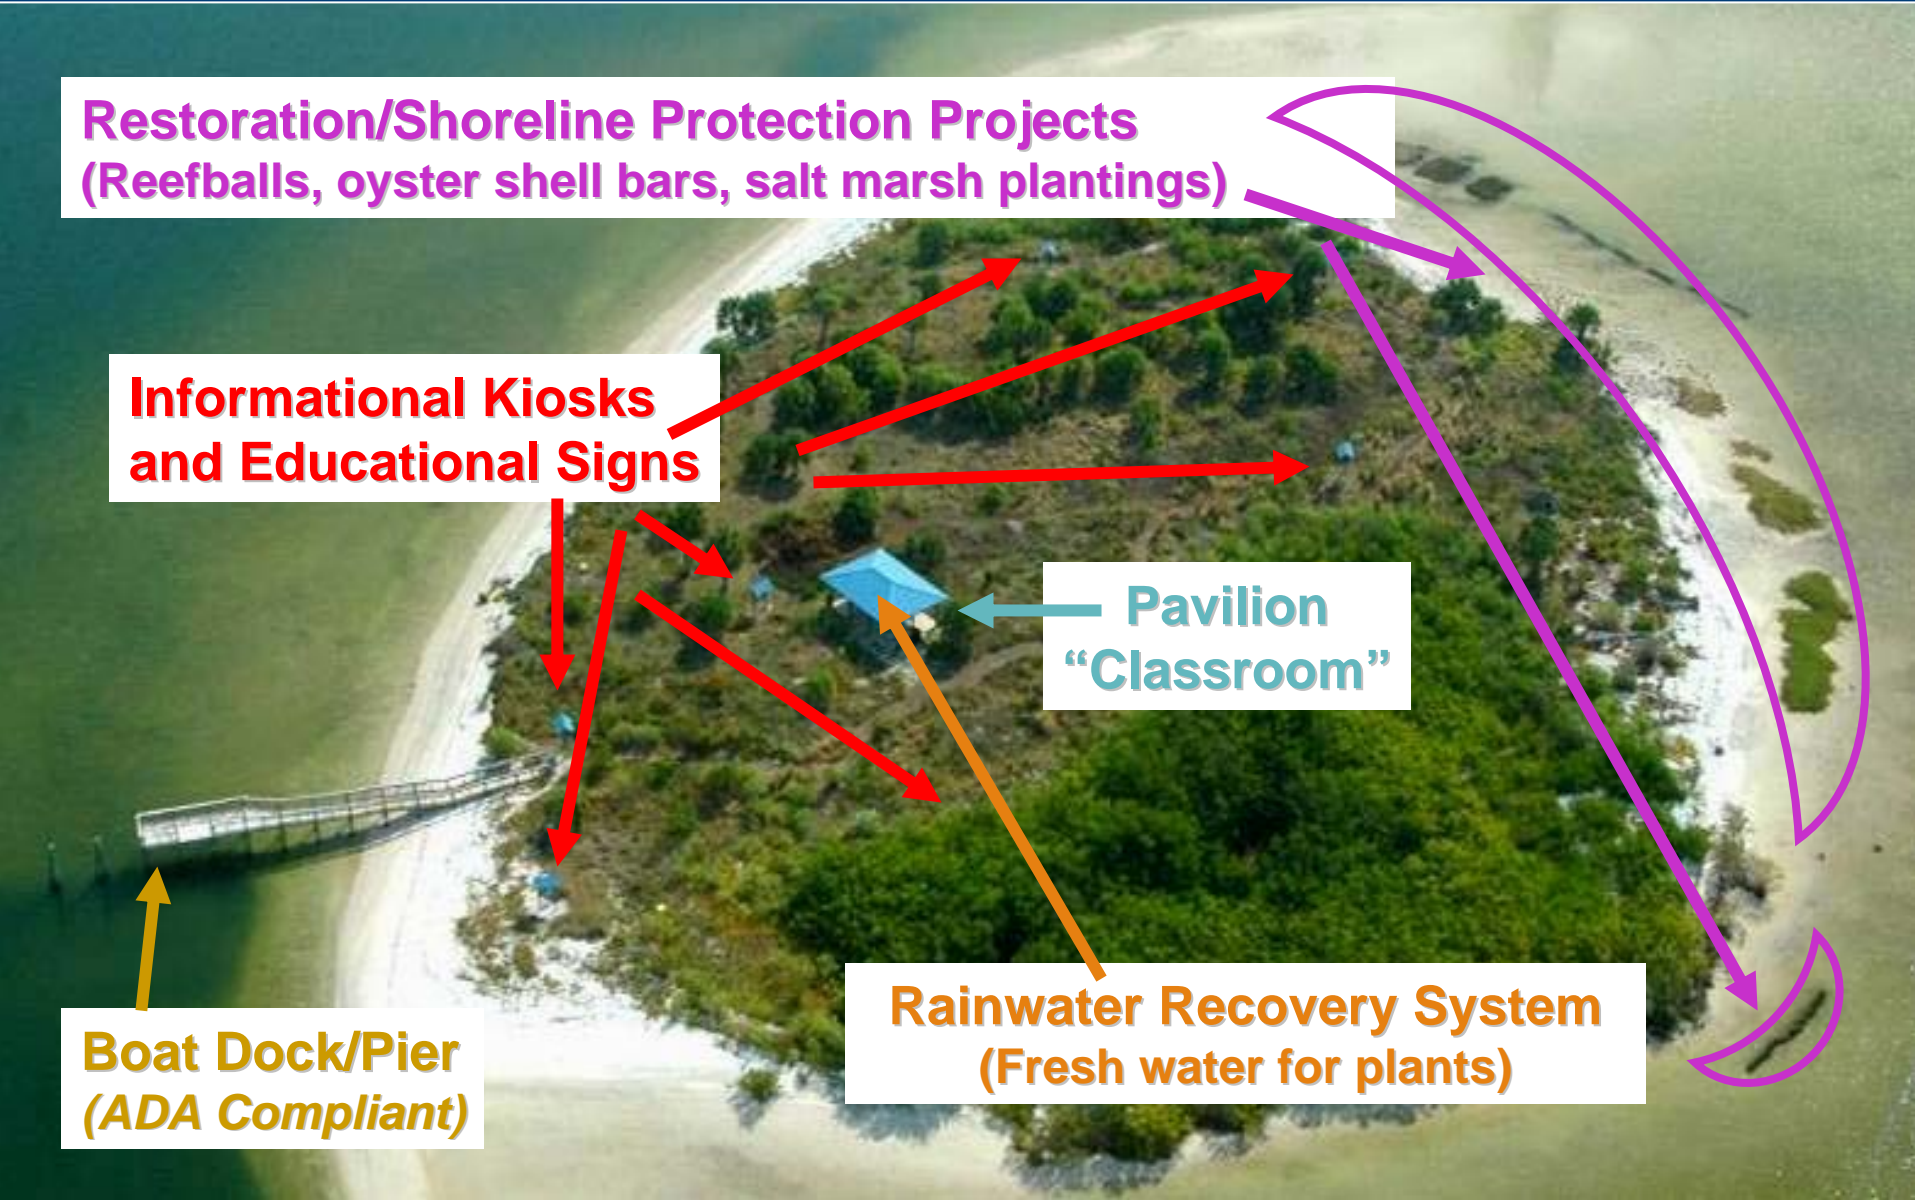 Restoration/Shoreline Protection Projects
(Reefballs, oyster shell bars, salt marsh plantings)
Informational Kiosks
and Educational Signs
Pavilion
“Classroom”
Rainwater Recovery System
(Fresh water for plants)
Boat Dock/Pier
(ADA Compliant)